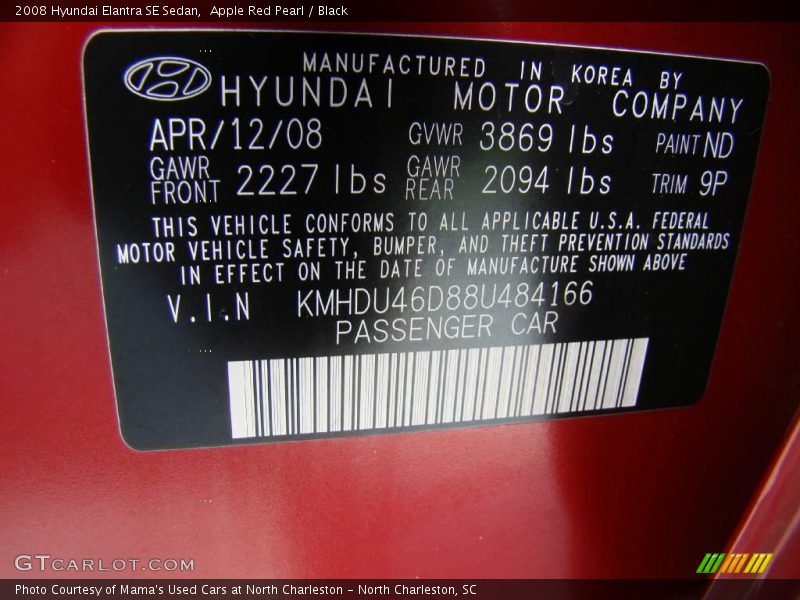 2008 Hyundai Elantra SE Sedan,  Apple Red Pearl / Black
MANUFACTURED IN KOREA BY
HYUNDAI MOTOR COMPANY
APR/12/08 GVWR 3869 lbs PAINT ND
GAWR FRONT 2227 lbs GAWR REAR 2094 lbs TRIM 9P
THIS VEHICLE CONFORMS TO ALL APPLICABLE U.S.A. FEDERAL
MOTOR VEHICLE SAFETY, BUMPER, AND THEFT PREVENTION STANDARDS
IN EFFECT ON THE DATE OF MANUFACTURE SHOWN ABOVE
V.I.N KMHDU46D88U484166
PASSENGER CAR
GTCARLOT.COM
Photo Courtesy of Mama's Used Cars at North Charleston - North Charleston, SC